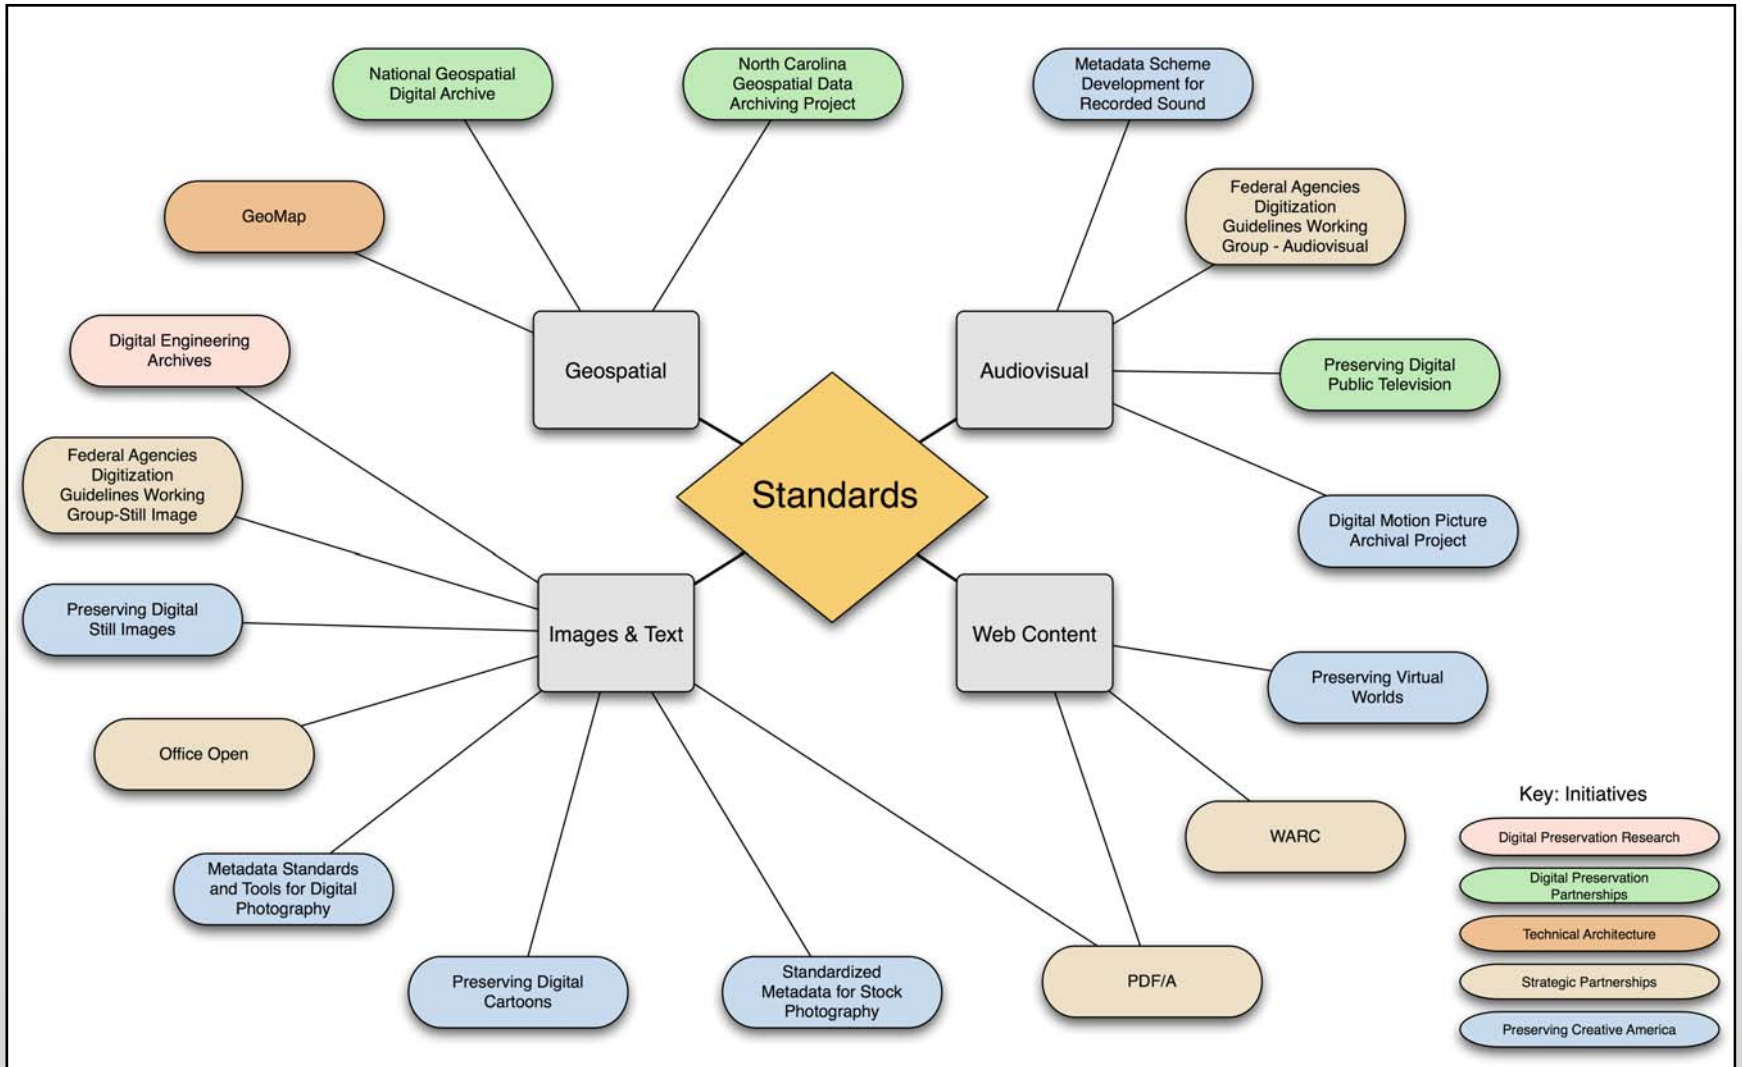 National Geospatial
Digital Archive
North Carolina
Geospatial Data
Archiving Project
Metadata Scheme
Development for
Recorded Sound
GeoMap
Federal Agencies
Digitization
Guidelines Working
Group - Audiovisual
Digital Engineering
Archives
Geospatial
Audiovisual
Preserving Digital
Public Television
Federal Agencies
Digitization
Guidelines Working
Group-Still Image
Standards
Digital Motion Picture
Archival Project
Preserving Digital
Still Images
Images & Text
Web Content
Preserving Virtual
Worlds
Office Open
WARC
Metadata Standards
and Tools for Digital
Photography
Preserving Digital
Cartoons
Standardized
Metadata for Stock
Photography
PDF/A
Key: Initiatives
Digital Preservation Research
Digital Preservation
Partnerships
Technical Architecture
Strategic Partnerships
Preserving Creative America